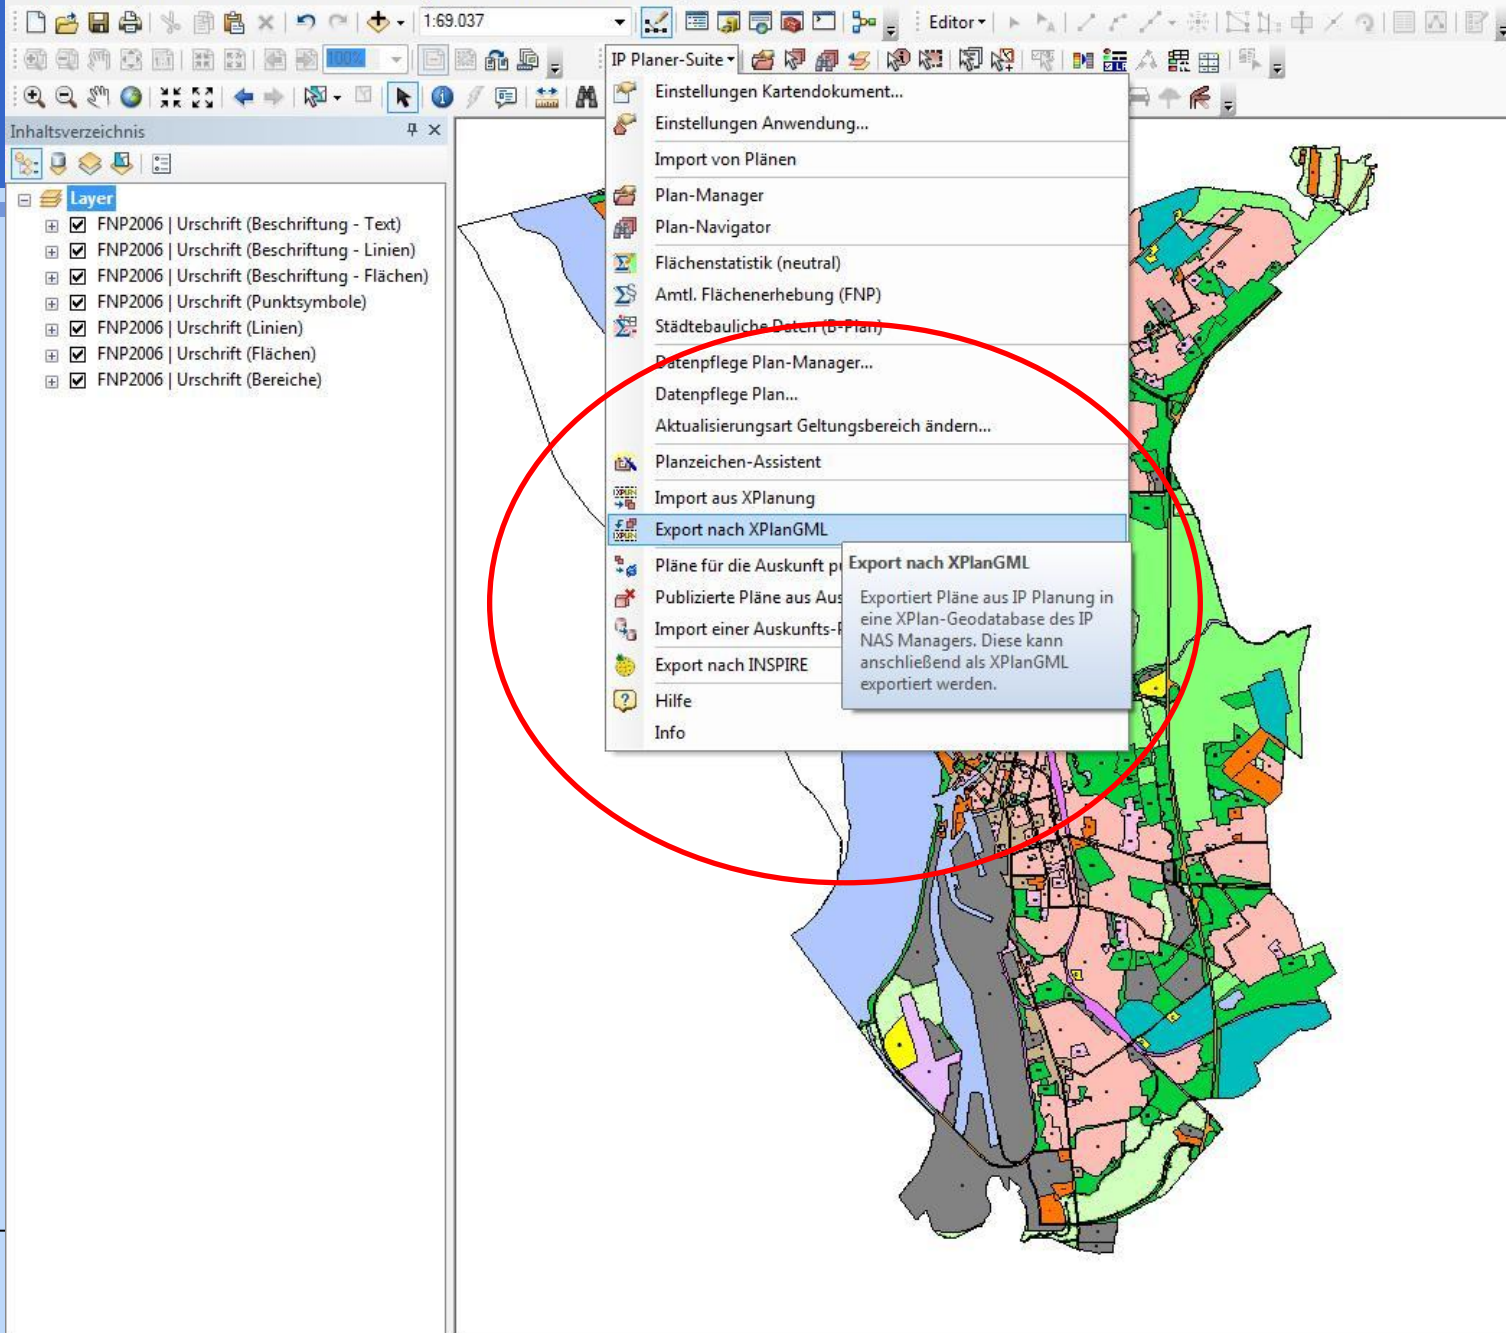 1:69.037
Editor
100%
IP Planer-Suite
Inhaltsverzeichnis
Layer
FNP2006 | Urschrift (Beschriftung - Text)
FNP2006 | Urschrift (Beschriftung - Linien)
FNP2006 | Urschrift (Beschriftung - Flächen)
FNP2006 | Urschrift (Punktsymbole)
FNP2006 | Urschrift (Linien)
FNP2006 | Urschrift (Flächen)
FNP2006 | Urschrift (Bereiche)
Einstellungen Kartendokument...
Einstellungen Anwendung...
Import von Plänen
Plan-Manager
Plan-Navigator
Flächenstatistik (neutral)
Amtl. Flächenerhebung (FNP)
Städtebauliche Daten (B-Plan)
Datenpflege Plan-Manager...
Datenpflege Plan...
Aktualisierungsart Geltungsbereich ändern...
Planzeichen-Assistent
Import aus XPlanung
Export nach XPlanGML
Pläne für die Auskunft
Publizierte Pläne aus
Import einer Auskunfts-
Export nach INSPIRE
Hilfe
Info
Export nach XPlanGML
Exportiert Pläne aus IP Planung in
eine XPlan-Geodatabase des IP
NAS Managers. Diese kann
anschließend als XPlanGML
exportiert werden.